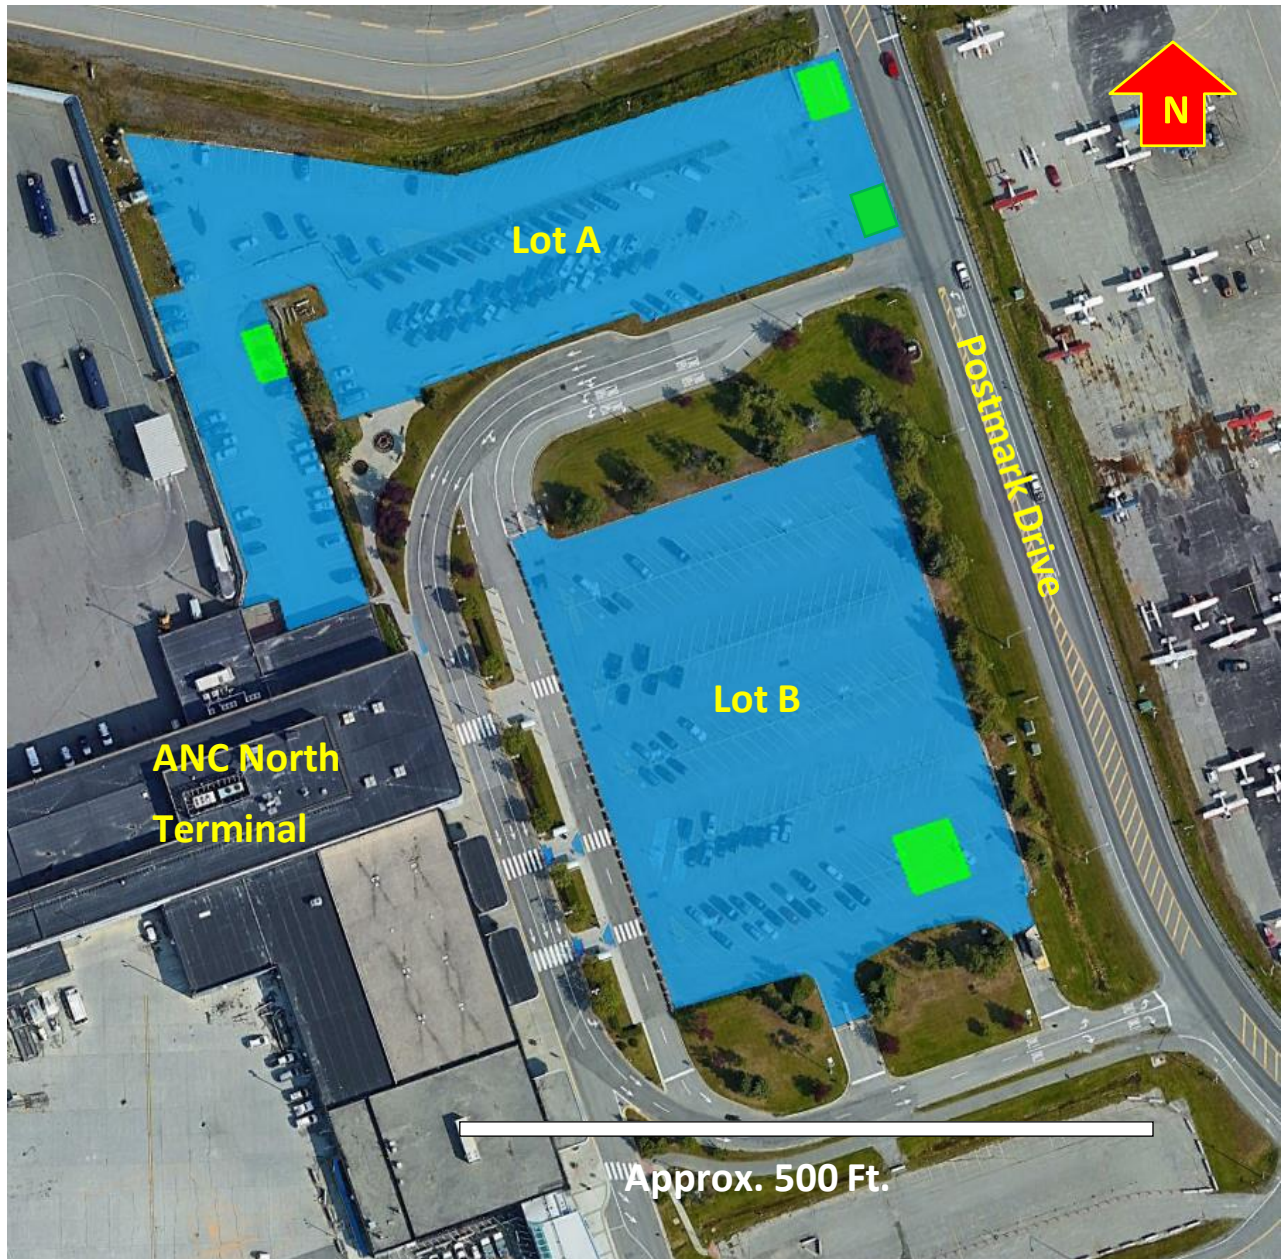 N
Lot A
Postmark Drive
Lot B
ANC North
Terminal
Approx. 500 Ft.